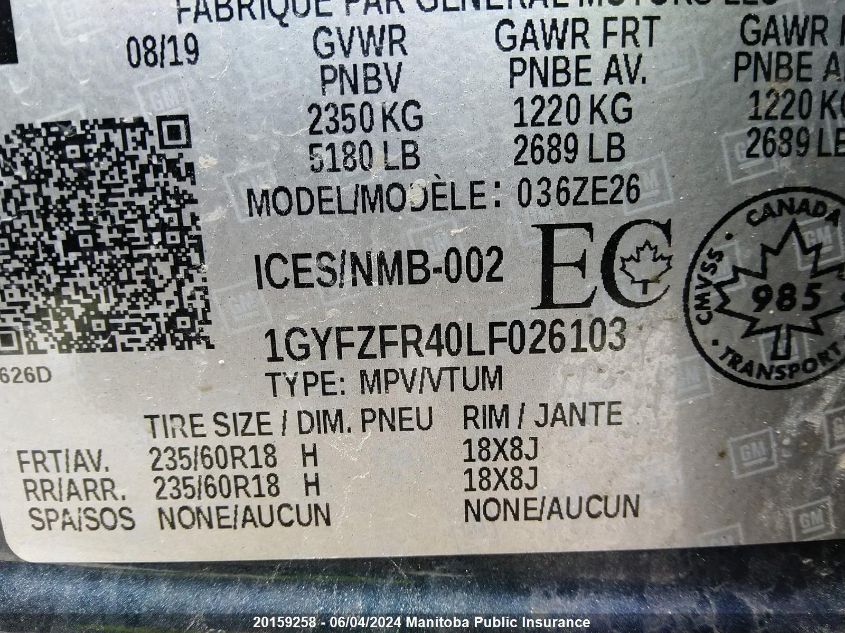 FABRIQUÉ PAR GENERAL MOTORS LLC
08/19 GVWR GAWR FRT GAWR
PNBV PNBE AV. PNBE
2350 KG 1220 KG 1220
5180 LB 2689 LB 2689
MODEL/MODÈLE: 036ZE26
ICES/NMB-002 EC
CANADA
CMVSS 985
TRANSPORT
1GYFZFR40LF026103
626D
TYPE: MPV/VTUM
TIRE SIZE / DIM. PNEU RIM / JANTE
FRT/AV. 235/60R18 H 18X8J
RR/ARR. 235/60R18 H 18X8J
SPA/SOS NONE/AUCUN NONE/AUCUN
GM
20159258 - 06/04/2024 Manitoba Public Insurance